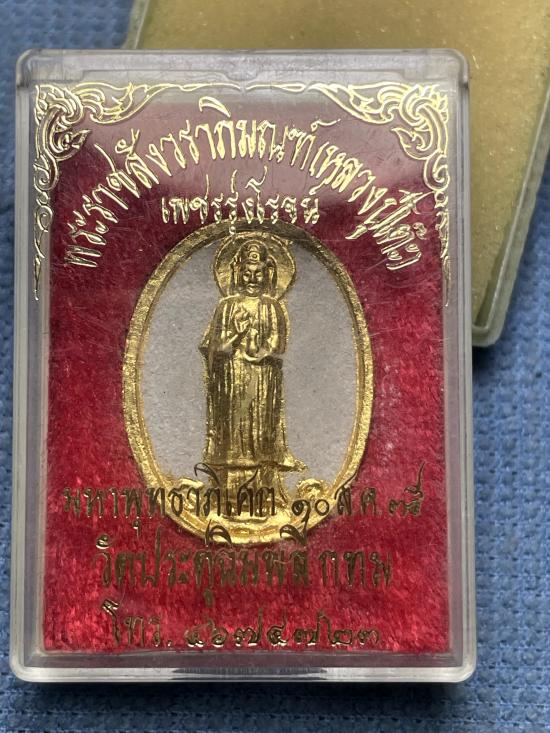 พระราชสังวราภิมณฑ์(หลวงปู่โต๊ะ)
เพชรรุ่งโรจน์
มหาพุทธาภิเศก ๑๐ ส.ค. ๓๕
วัดประดู่ฉิมพลี กทม
โทร. ๔๖๗๔๗๒๓